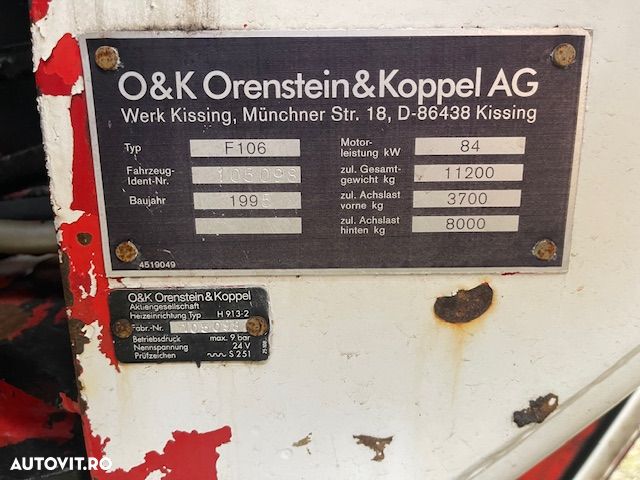 O&K Orenstein&Koppel AG
Werk Kissing, Münchner Str. 18, D-86438 Kissing
Typ F106
Fahrzeug-
Ident-Nr. 105098
Baujahr 1995
Motor-
leistung kW 84
zul. Gesamt-
gewicht kg 11200
zul. Achslast
vorne kg 3700
zul. Achslast
hinten kg 8000
4519049
O&K Orenstein&Koppel
Aktiengesellschaft
Heizeinrichtung Typ H 913-2
Fabr.-Nr. 105098
Betriebsdruck max. 9 bar
Nennspannung 24 V
Prüfzeichen S 251
AUTOVIT.RO